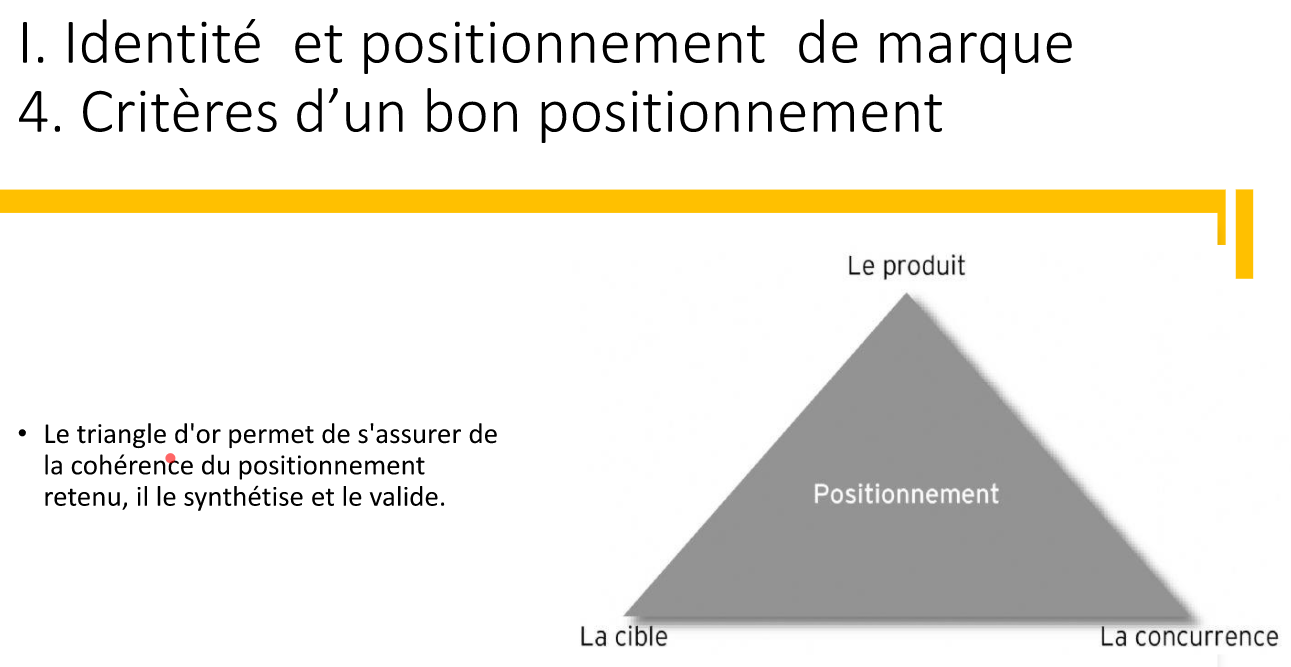 I. Identité  et positionnement  de marque
4. Critères d’un bon positionnement
Le produit
• Le triangle d'or permet de s'assurer de
la cohérence du positionnement
retenu, il le synthétise et le valide.
Positionnement
La cible
La concurrence